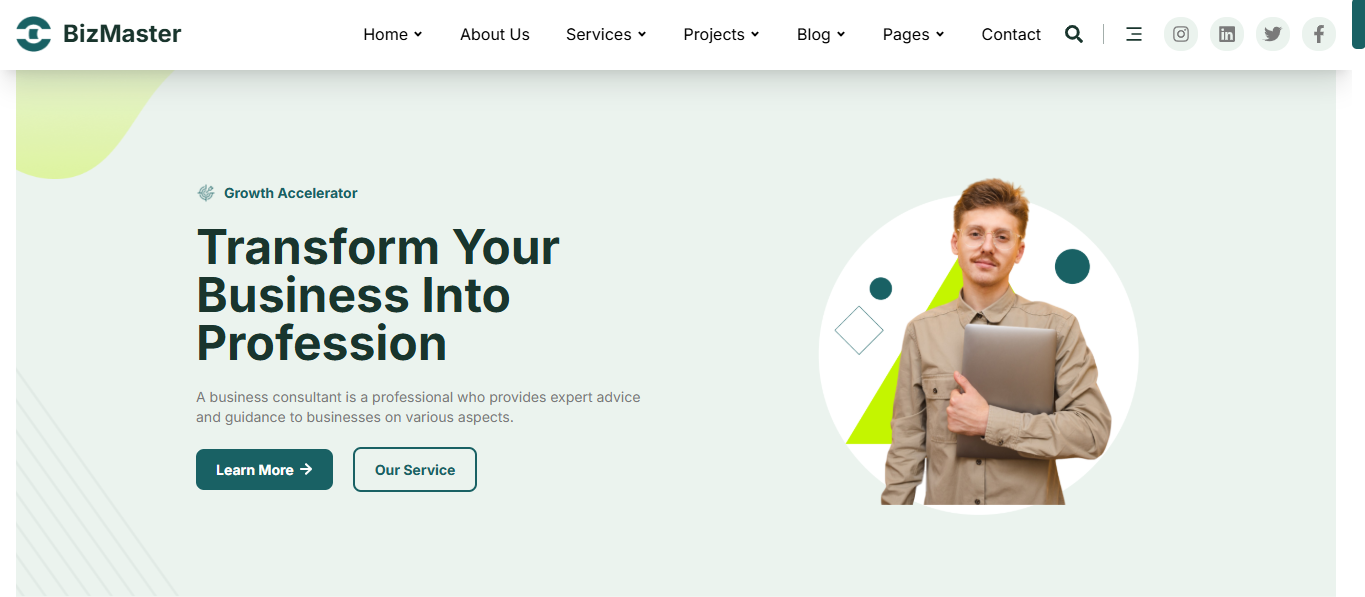 BizMaster
Home
About Us
Services
Projects
Blog
Pages
Contact
Growth Accelerator
Transform Your
Business Into
Profession
A business consultant is a professional who provides expert advice
and guidance to businesses on various aspects.
Learn More
Our Service